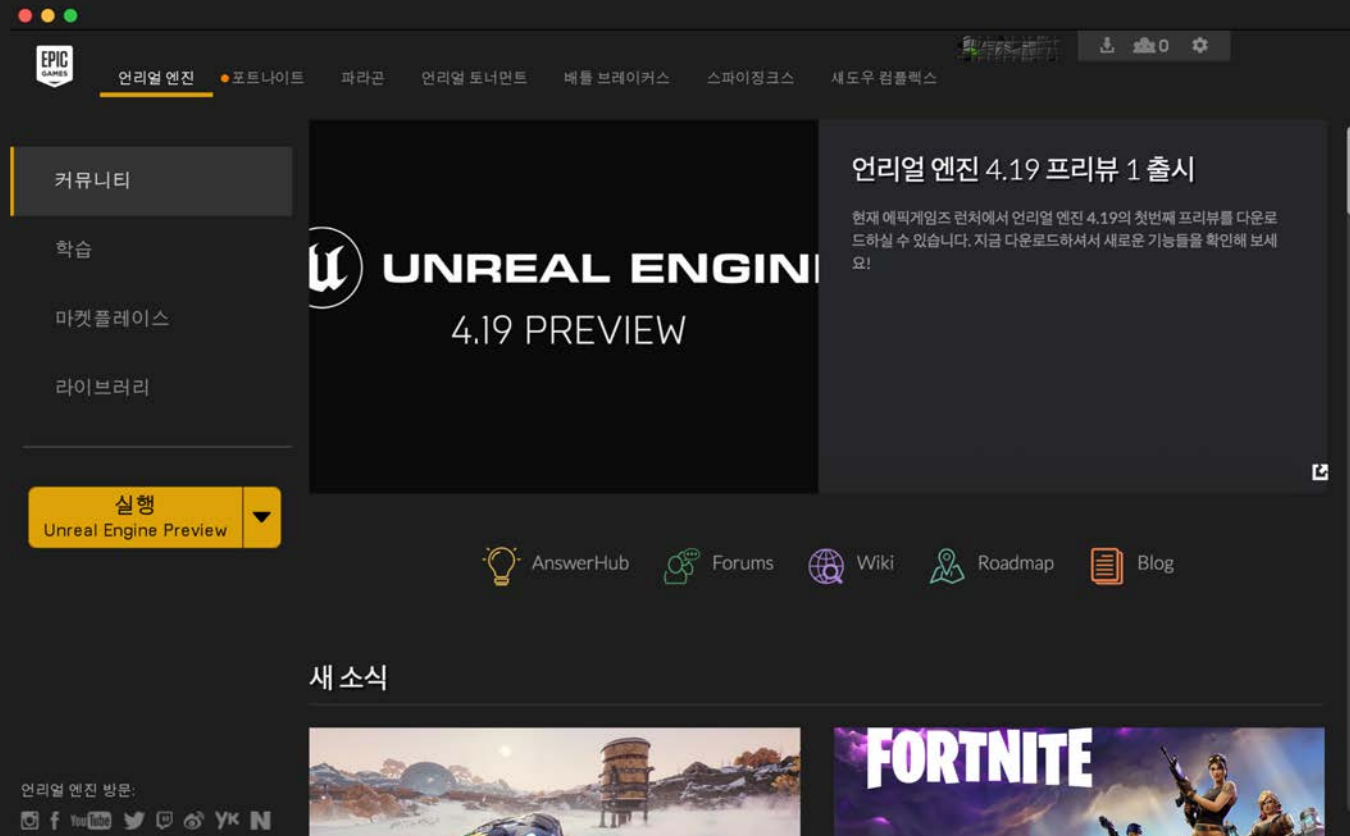 EPIC
GAMES
언리얼 엔진
포트나이트
파라곤
언리얼 토너먼트
배틀 브레이커스
스파이징크스
섀도우 컴플렉스
0
커뮤니티
학습
마켓플레이스
라이브러리
실행
Unreal Engine Preview
UNREAL ENGIN
4.19 PREVIEW
언리얼 엔진 4.19 프리뷰 1 출시
현재 에픽게임즈 런처에서 언리얼 엔진 4.19의 첫번째 프리뷰를 다운로
드하실 수 있습니다. 지금 다운로드하셔서 새로운 기능들을 확인해 보세
요!
AnswerHub
Forums
Wiki
Roadmap
Blog
새 소식
FORTNITE
언리얼 엔진 방문:
YouTube